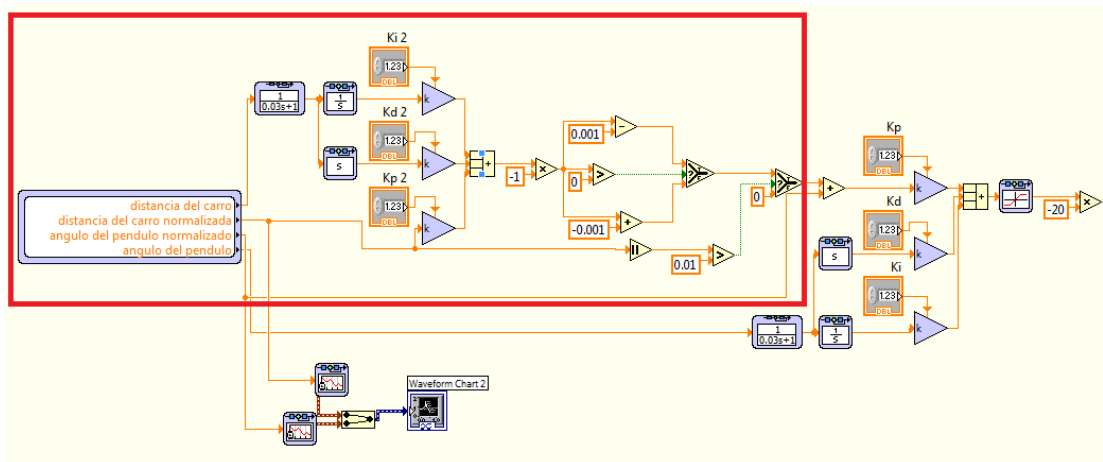 Ki 2
1.23
DBL
1
0.03s+1
1
s
k
Kd 2
1.23
DBL
s
k
Kp 2
1.23
DBL
k
+
-1
×
0.001
-
0
>
-0.001
+
0.01
>
0
+
distancia del carro
distancia del carro normalizada
angulo del pendulo normalizado
angulo del pendulo
Kp
1.23
DBL
k
Kd
1.23
DBL
s
k
Ki
1.23
DBL
1
0.03s+1
1
s
k
+
-20
×
Waveform Chart 2